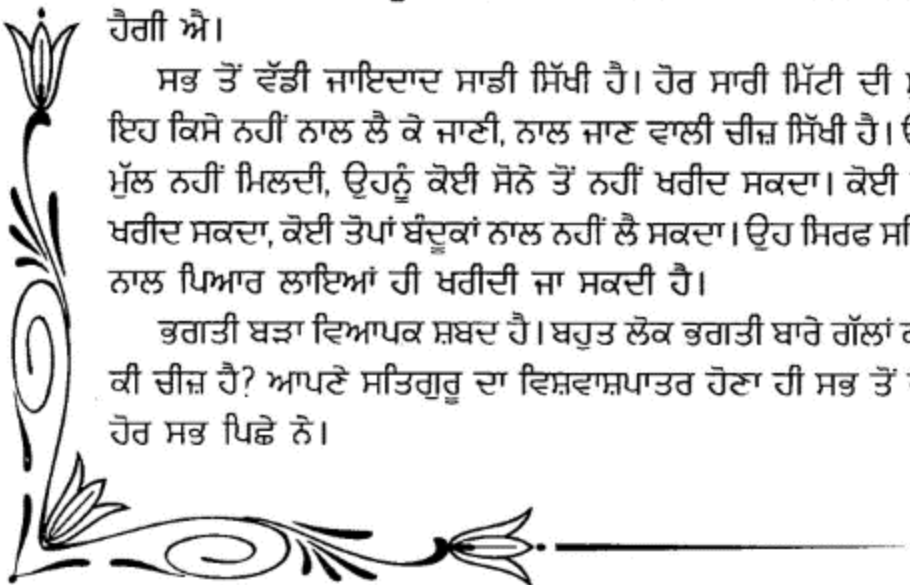 ਹੈਗੀ ਐ।
ਸਭ ਤੋਂ ਵੱਡੀ ਜਾਇਦਾਦ ਸਾਡੀ ਸਿੱਖੀ ਹੈ। ਹੋਰ ਸਾਰੀ ਮਿੱਟੀ ਦੀ
ਇਹ ਕਿਸੇ ਨਹੀਂ ਨਾਲ ਲੈ ਕੇ ਜਾਣੀ, ਨਾਲ ਜਾਣ ਵਾਲੀ ਚੀਜ਼ ਸਿੱਖੀ ਹੈ।
ਮੁੱਲ ਨਹੀਂ ਮਿਲਦੀ, ਉਹਨੂੰ ਕੋਈ ਸੋਨੇ ਤੋਂ ਨਹੀਂ ਖਰੀਦ ਸਕਦਾ। ਕੋਈ
ਖਰੀਦ ਸਕਦਾ, ਕੋਈ ਤੋਪਾਂ ਬੰਦੂਕਾਂ ਨਾਲ ਨਹੀਂ ਲੈ ਸਕਦਾ। ਉਹ ਸਿਰਫ
ਨਾਲ ਪਿਆਰ ਲਾਇਆਂ ਹੀ ਖਰੀਦੀ ਜਾ ਸਕਦੀ ਹੈ।
ਭਗਤੀ ਬੜਾ ਵਿਆਪਕ ਸ਼ਬਦ ਹੈ। ਬਹੁਤ ਲੋਕ ਭਗਤੀ ਬਾਰੇ ਗੱਲਾਂ
ਕੀ ਚੀਜ਼ ਹੈ? ਆਪਣੇ ਸਤਿਗੁਰੂ ਦਾ ਵਿਸ਼ਵਾਸ਼ਪਾਤਰ ਹੋਣਾ ਹੀ ਸਭ ਤੋਂ
ਹੋਰ ਸਭ ਪਿਛੇ ਨੇ।